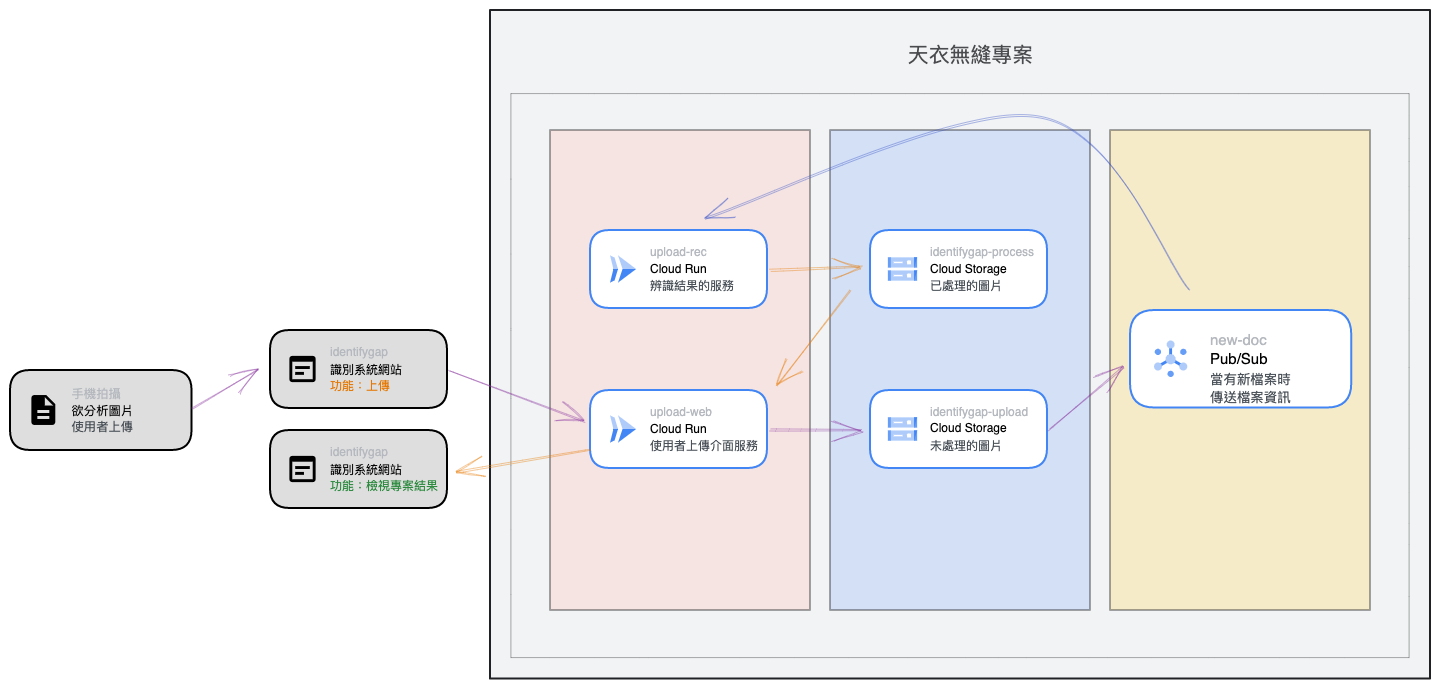 天衣無縫專案
手機拍攝
欲分析圖片
使用者上傳
identifygap
識別系統網站
功能：上傳
identifygap
識別系統網站
功能：檢視專案結果
upload-rec
Cloud Run
辨識結果的服務
upload-web
Cloud Run
使用者上傳介面服務
identifygap-process
Cloud Storage
已處理的圖片
identifygap-upload
Cloud Storage
未處理的圖片
new-doc
Pub/Sub
當有新檔案時
傳送檔案資訊